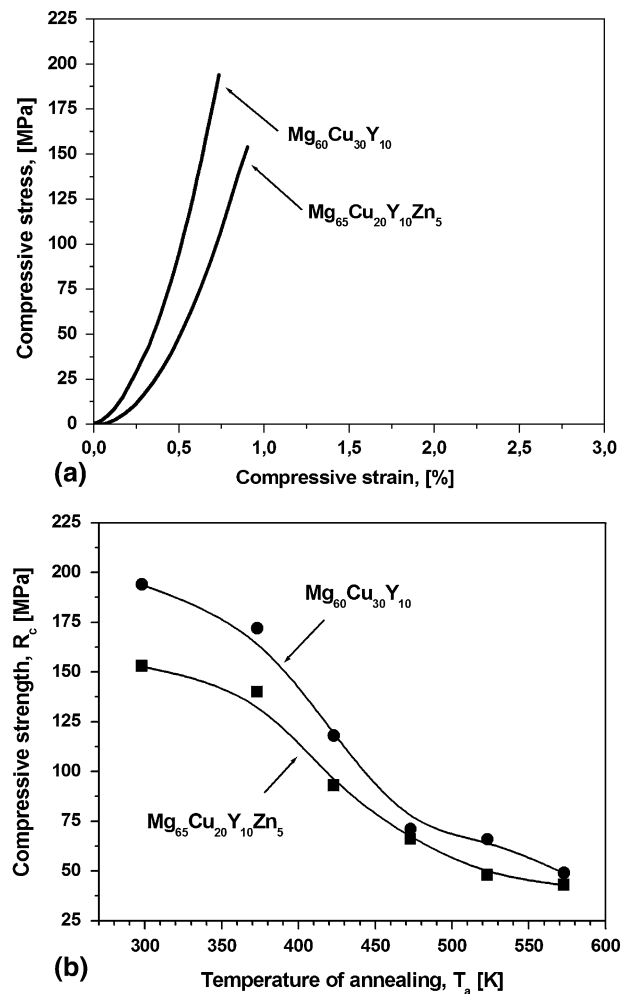 225
200
175
150
125
100
75
50
25
0
Compressive stress, [MPa]
Mg60Cu30Y10
Mg65Cu20Y10Zn5
0,0 0,5 1,0 1,5 2,0 2,5 3,0
Compressive strain, [%]
(a)
225
200
175
150
125
100
75
50
25
Compressive strength, Rc [MPa]
Mg60Cu30Y10
Mg65Cu20Y10Zn5
300 350 400 450 500 550 600
Temperature of annealing, Ta [K]
(b)